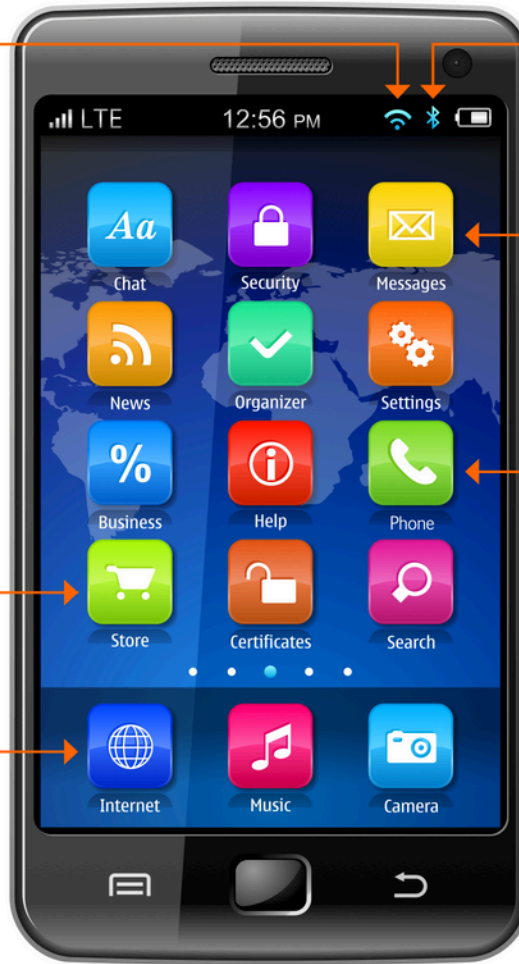 LTE 12:56 PM
Aa
Chat Security Messages
News Organizer Settings
%
Business Help Phone
Store Certificates Search
Internet Music Camera